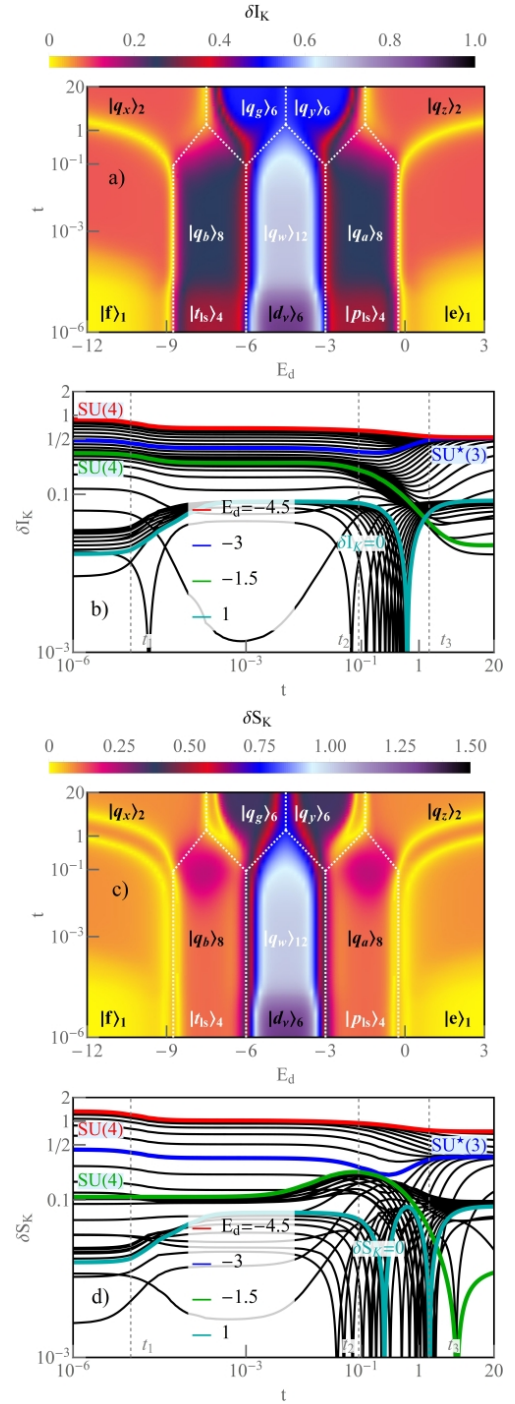 δI_K
0 0.2 0.4 0.6 0.8 1.0
20
1
10^-1
10^-3
10^-6
t
a)
|q_x⟩_2 |q_g⟩_6 |q_y⟩_6 |q_z⟩_2
|q_b⟩_8 |q_w⟩_12 |q_a⟩_8
|f⟩_1 |t_ls⟩_4 |d_ν⟩_6 |p_ls⟩_4 |e⟩_1
-12 -9 -6 -3 0 3
E_d
2
1
1/2
0.1
10^-3
δI_K
SU(4)
SU(4)
SU*(3)
E_d=-4.5
-3
-1.5
1
δI_K=0
b)
t_1 t_2 t_3
10^-6 10^-3 10^-1 1 20
t
δS_K
0 0.25 0.50 0.75 1.00 1.25 1.50
20
1
10^-1
10^-3
10^-6
t
c)
|q_x⟩_2 |q_g⟩_6 |q_y⟩_6 |q_z⟩_2
|q_b⟩_8 |q_w⟩_12 |q_a⟩_8
|f⟩_1 |t_ls⟩_4 |d_ν⟩_6 |p_ls⟩_4 |e⟩_1
-12 -9 -6 -3 0 3
E_d
2
1
1/2
0.1
10^-3
δS_K
SU(4)
SU(4)
SU*(3)
E_d=-4.5
-3
-1.5
1
δS_K=0
d)
t_1 t_2 t_3
10^-6 10^-3 10^-1 1 20
t